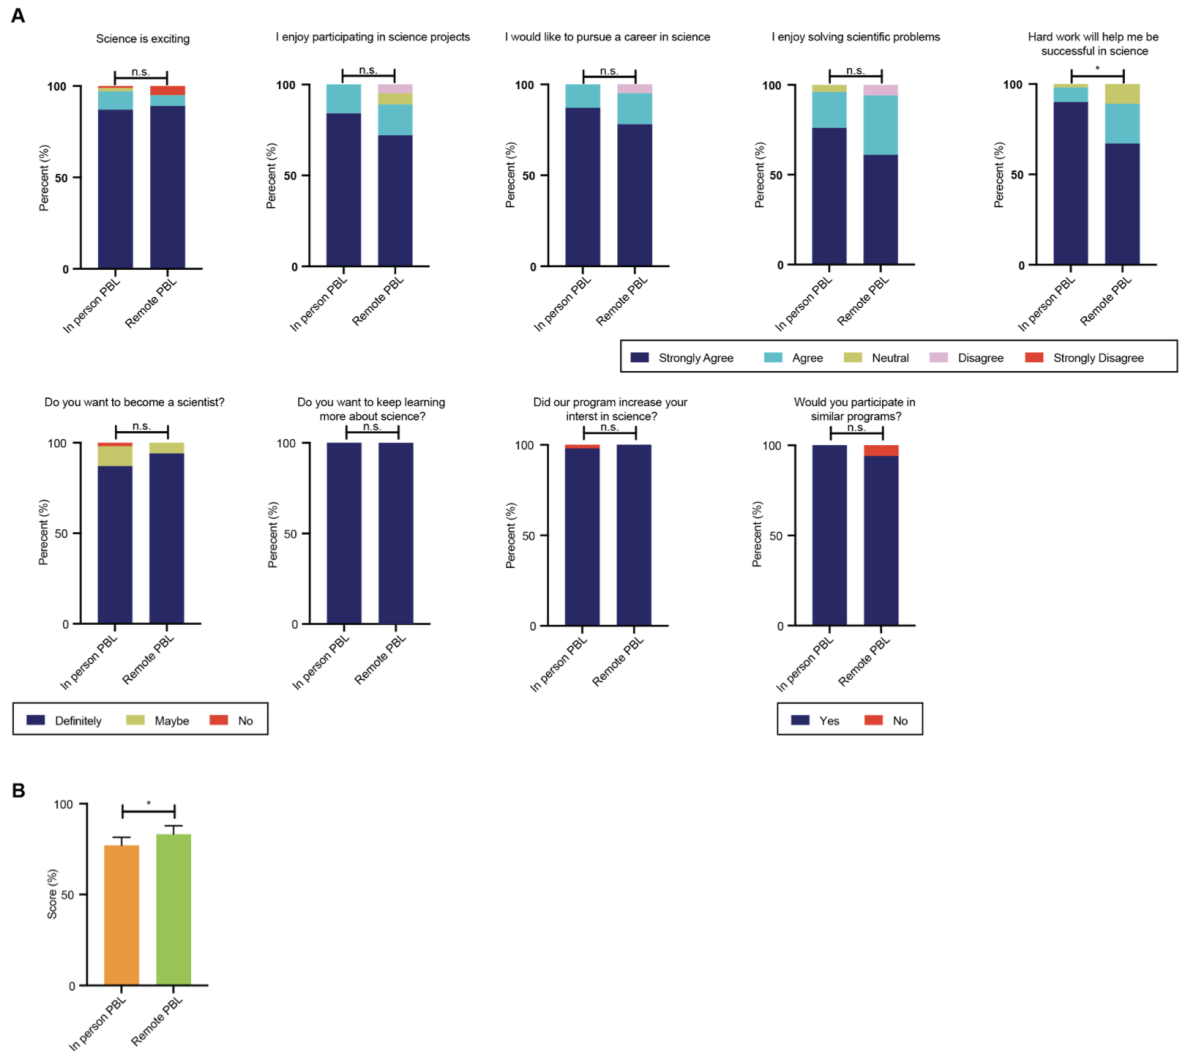 A
Science is exciting
I enjoy participating in science projects
I would like to pursue a career in science
I enjoy solving scientific problems
Hard work will help me be
successful in science
n.s.
n.s.
n.s.
n.s.
*
100
50
0
Perecent (%)
In person PBL
Remote PBL
100
50
0
Perecent (%)
In person PBL
Remote PBL
100
50
0
Perecent (%)
In person PBL
Remote PBL
100
50
0
Perecent (%)
In person PBL
Remote PBL
100
50
0
Perecent (%)
In person PBL
Remote PBL
Strongly Agree Agree Neutral Disagree Strongly Disagree
Do you want to become a scientist?
Do you want to keep learning
more about science?
Did our program increase your
interst in science?
Would you participate in
similar programs?
n.s.
n.s.
n.s.
n.s.
100
50
0
Perecent (%)
In person PBL
Remote PBL
100
50
0
Perecent (%)
In person PBL
Remote PBL
100
50
0
Perecent (%)
In person PBL
Remote PBL
100
50
0
Perecent (%)
In person PBL
Remote PBL
Definitely Maybe No
Yes No
B
*
100
50
0
Score (%)
In person PBL
Remote PBL